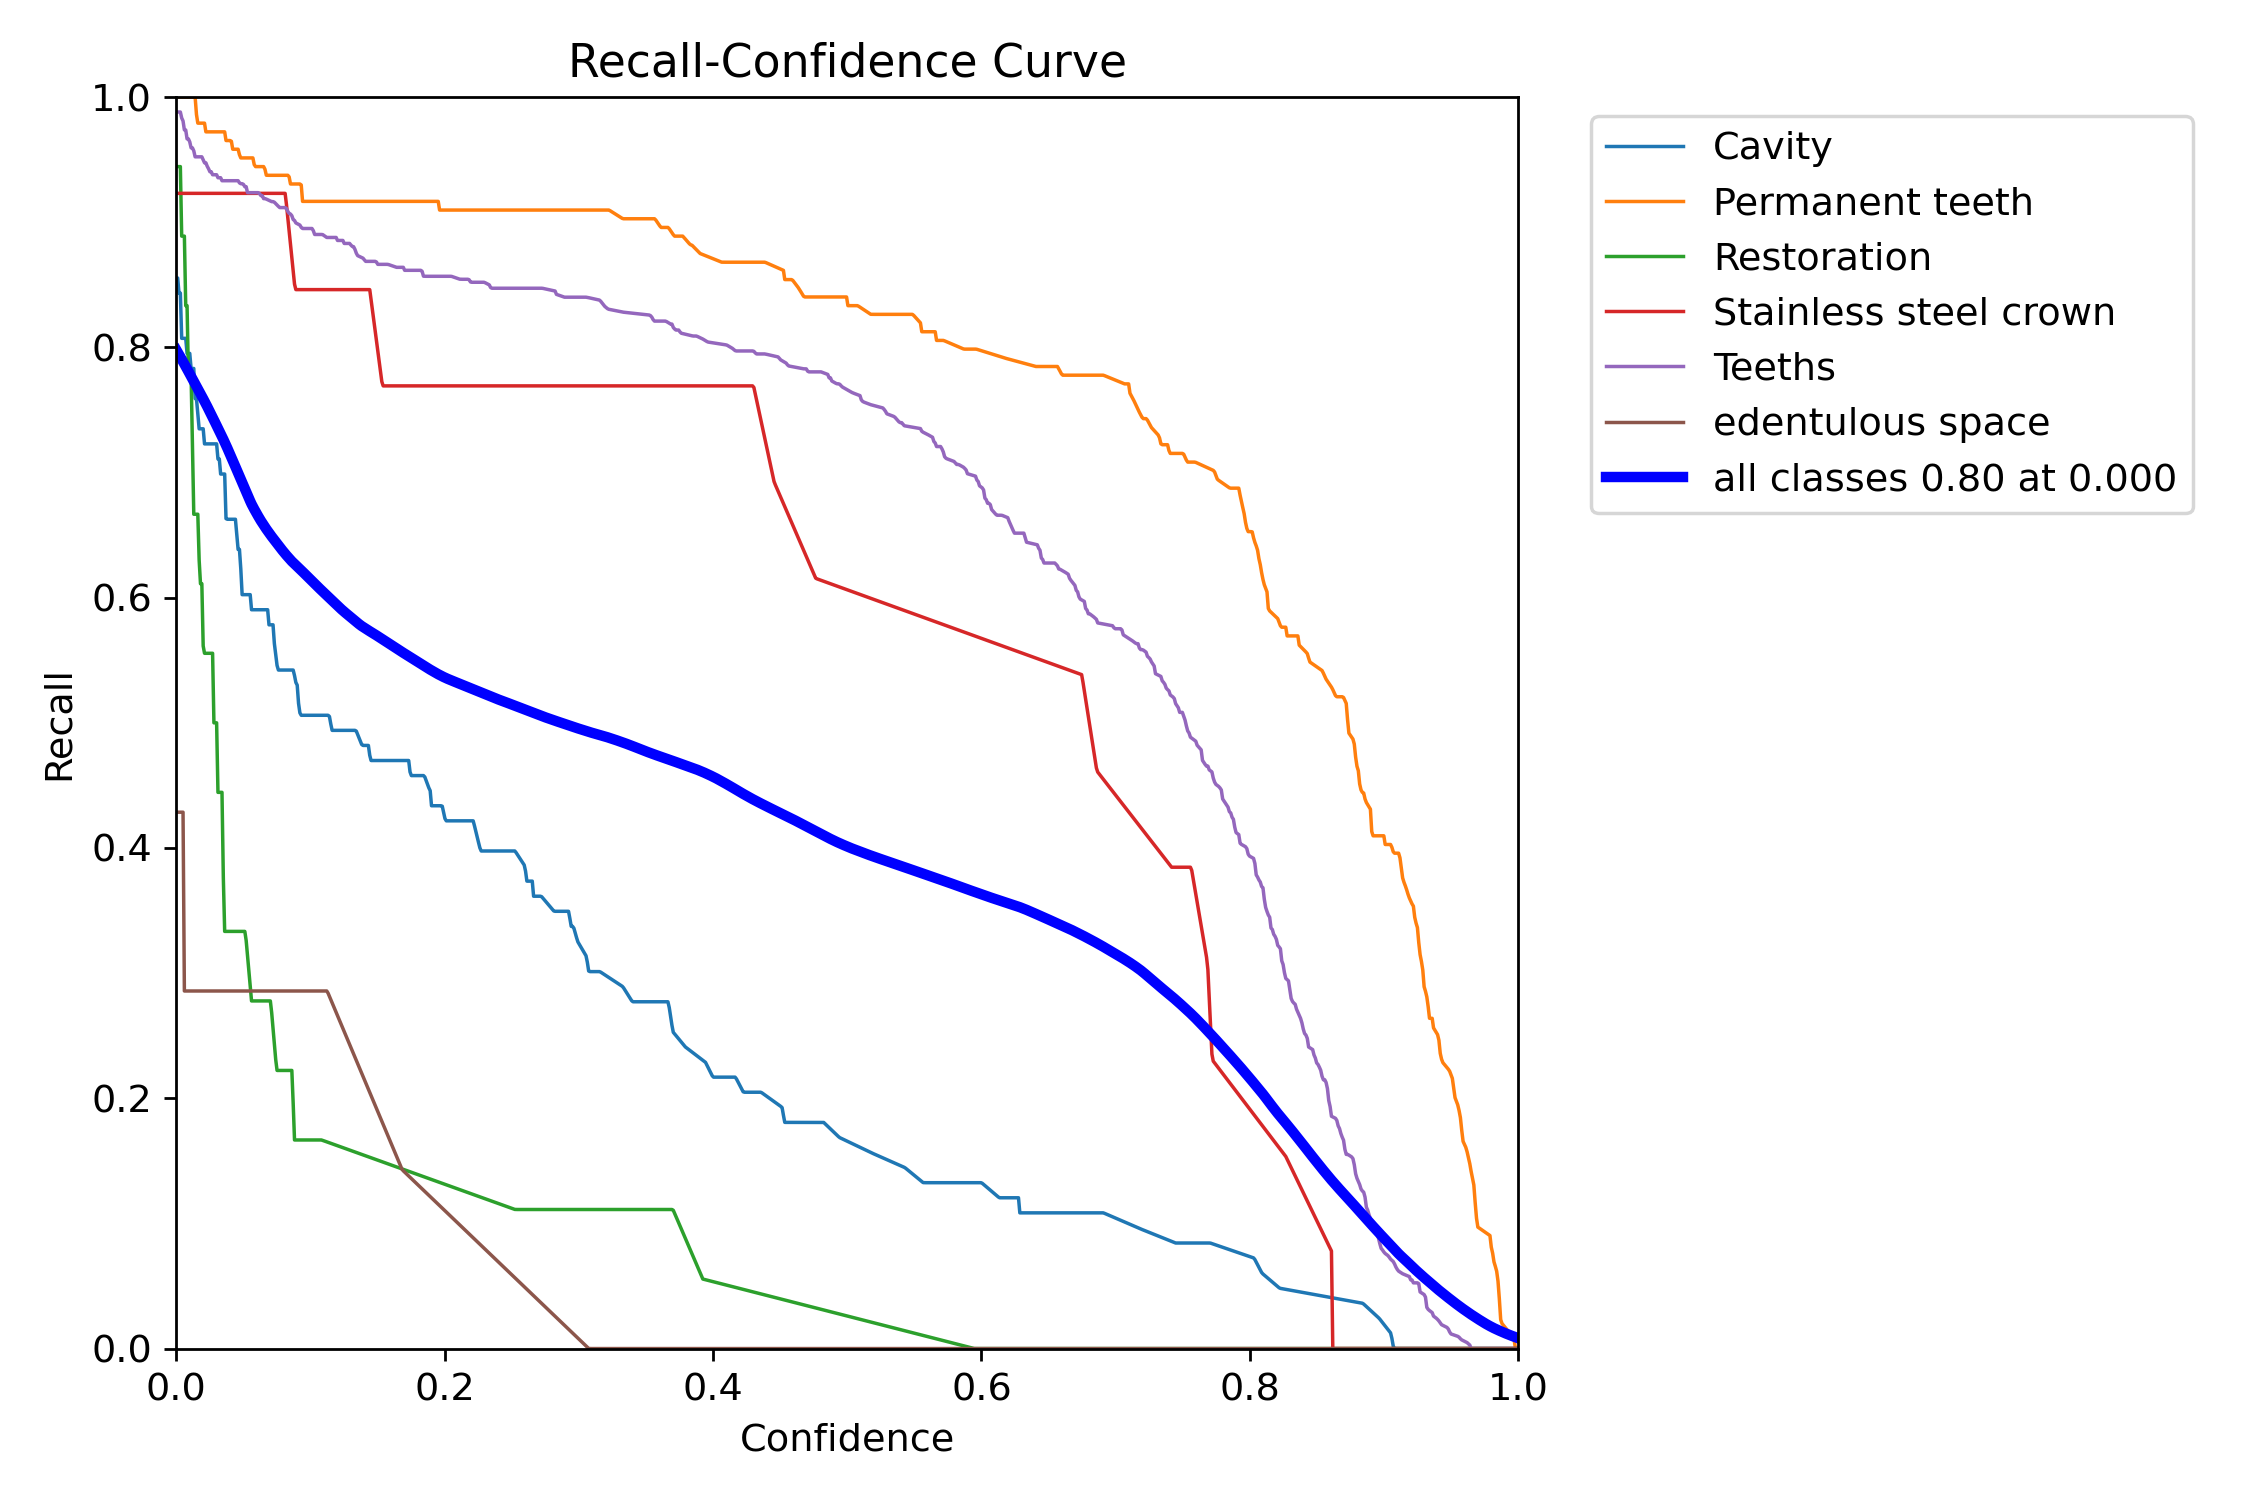 Recall-Confidence Curve
1.0
0.8
0.6
0.4
0.2
0.0
Recall
0.0 0.2 0.4 0.6 0.8 1.0
Confidence
Cavity
Permanent teeth
Restoration
Stainless steel crown
Teeths
edentulous space
all classes 0.80 at 0.000